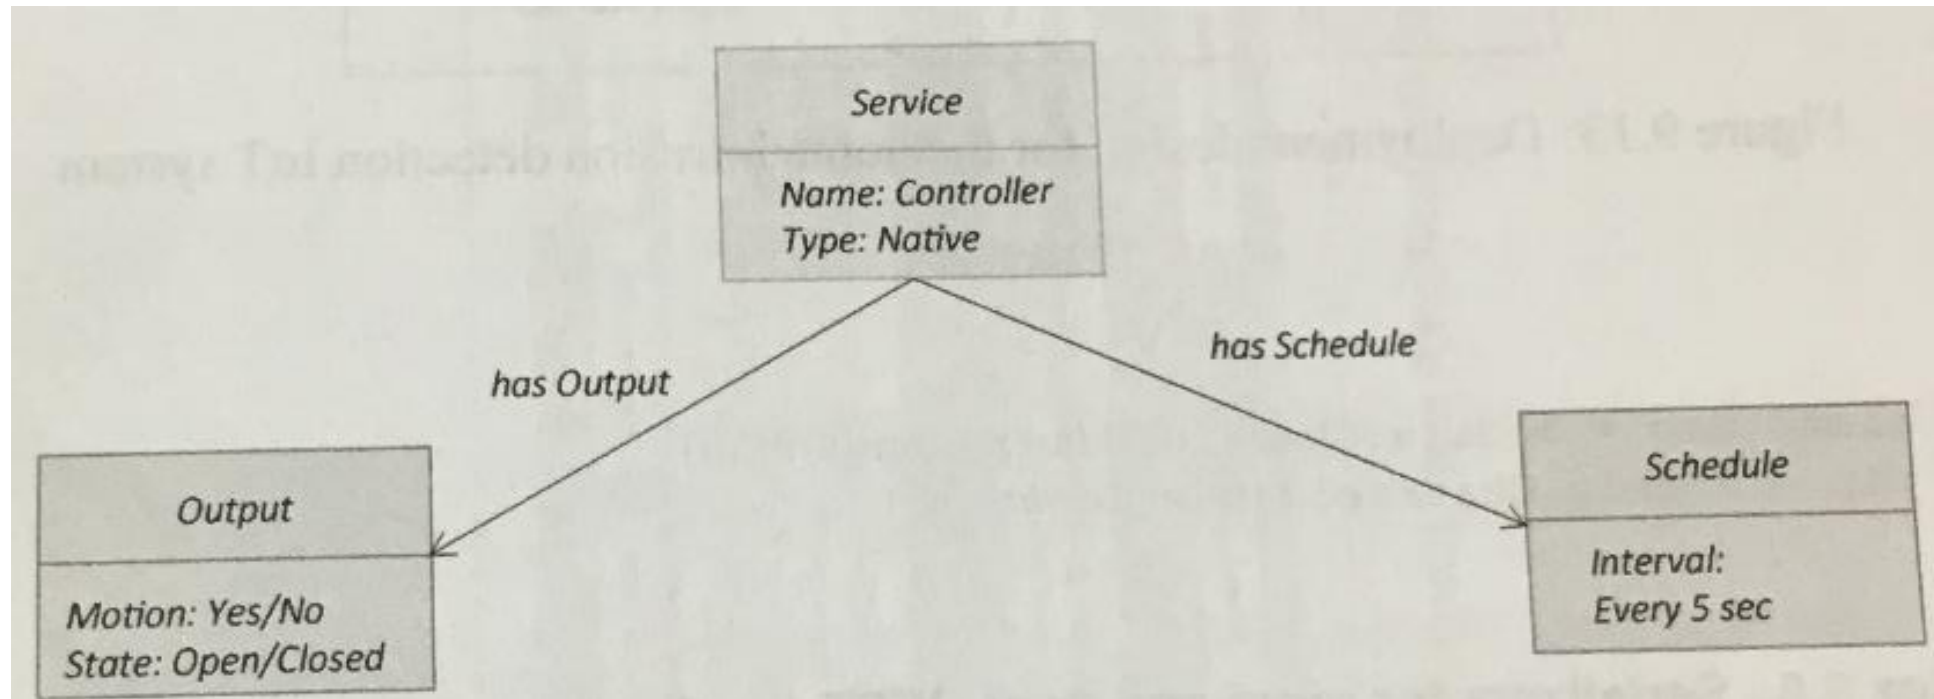 Service
Name: Controller
Type: Native
has Output
has Schedule
Output
Motion: Yes/No
State: Open/Closed
Schedule
Interval:
Every 5 sec